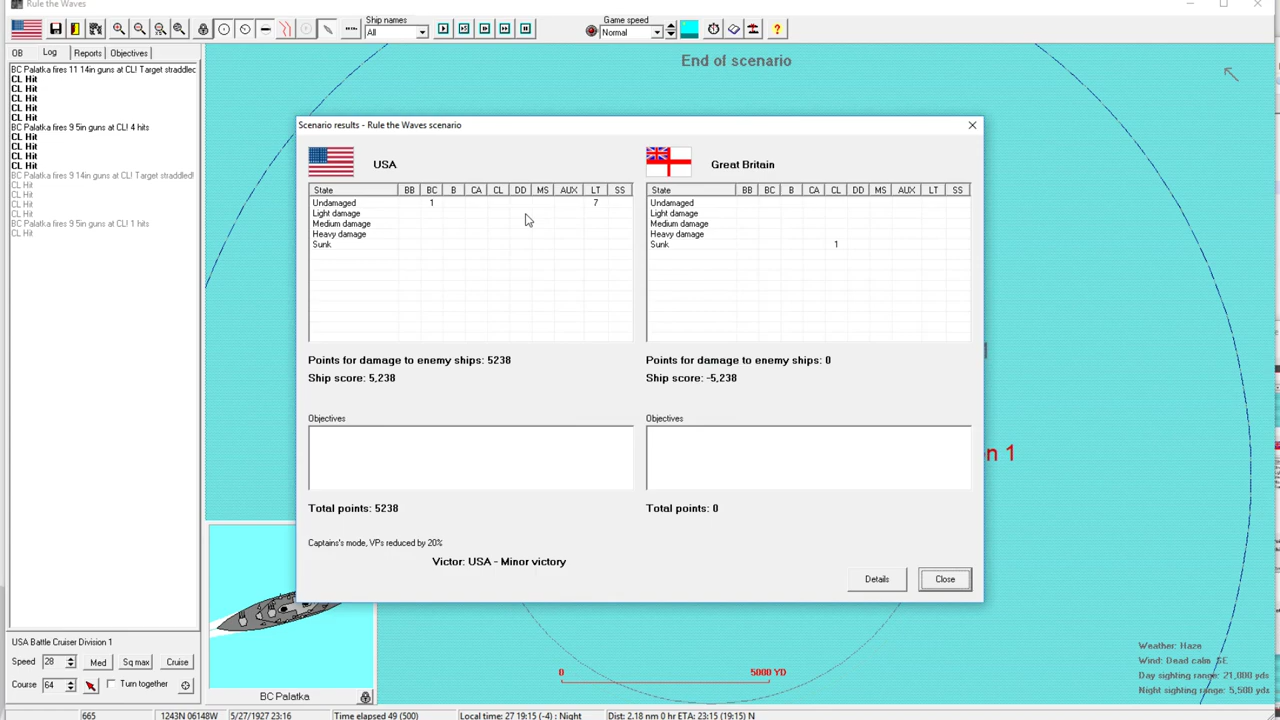 Rule the Waves
Ship names
All
Game speed
Normal
OB Log Reports Objectives
BC Palatka fires 11 14in guns at CL! Target straddled
CL Hit
CL Hit
CL Hit
CL Hit
CL Hit
BC Palatka fires 9 5in guns at CL! 4 hits
CL Hit
CL Hit
CL Hit
CL Hit
BC Palatka fires 9 14in guns at CL! Target straddled!
CL Hit
CL Hit
CL Hit
CL Hit
BC Palatka fires 9 5in guns at CL! 1 hits
CL Hit
End of scenario
Scenario results - Rule the Waves scenario
USA
State BB BC B CA CL DD MS AUX LT SS
Undamaged 1 7
Light damage
Medium damage
Heavy damage
Sunk
Points for damage to enemy ships: 5238
Ship score: 5,238
Objectives
Total points: 5238
Great Britain
State BB BC B CA CL DD MS AUX LT SS
Undamaged
Light damage
Medium damage
Heavy damage
Sunk 1
Points for damage to enemy ships: 0
Ship score: -5,238
Objectives
Total points: 0
Captains's mode, VPs reduced by 20%
Victor: USA - Minor victory
Details Close
en 1
USA Battle Cruiser Division 1
Speed 28 Med Sq max Cruise
Course 64 Turn together
BC Palatka
0 5000 YD
Weather: Haze
Wind: Dead calm SE
Day sighting range: 21,000 yds
Night sighting range: 5,500 yds
665 1243N 06148W 5/27/1927 23:16 Time elapsed 49 (500) Local time: 27 19:15 (-4) : Night Dist: 2.18 nm 0 hr ETA: 23:15 (19:15) N